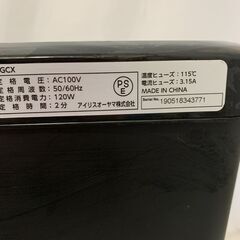 GCX
定格電圧：AC100V
定格周波数：50/60Hz
定格消費電力：120W
定格時間：2分
アイリスオーヤマ株式会社
PS
E
温度ヒューズ：115℃
電流ヒューズ：3.15A
MADE IN CHINA
Serial No. 190518343771